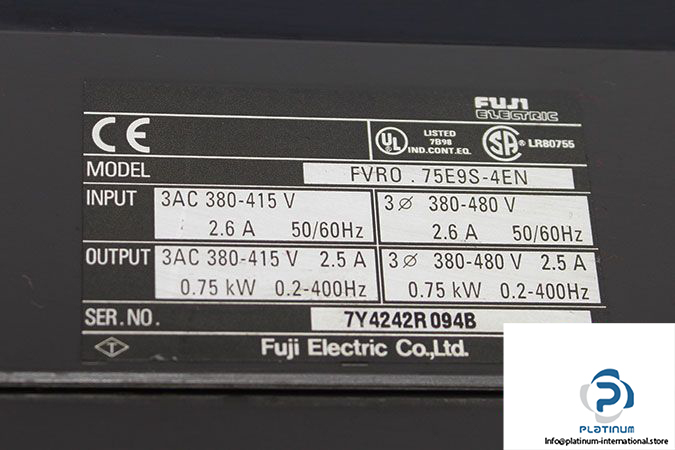 FUJI
ELECTRIC
CE
UL LISTED
7B98
IND.CONT.EQ.
SA ® LR80755
MODEL FVR0.75E9S-4EN
INPUT 3AC 380-415 V 3 ∅ 380-480 V
2.6 A 50/60Hz 2.6 A 50/60Hz
OUTPUT 3AC 380-415 V 2.5 A 3 ∅ 380-480 V 2.5 A
0.75 kW 0.2-400Hz 0.75 kW 0.2-400Hz
SER.NO. 7Y4242R094B
T Fuji Electric Co.,Ltd.
P
PLATINUM
Info@platinum-international.store